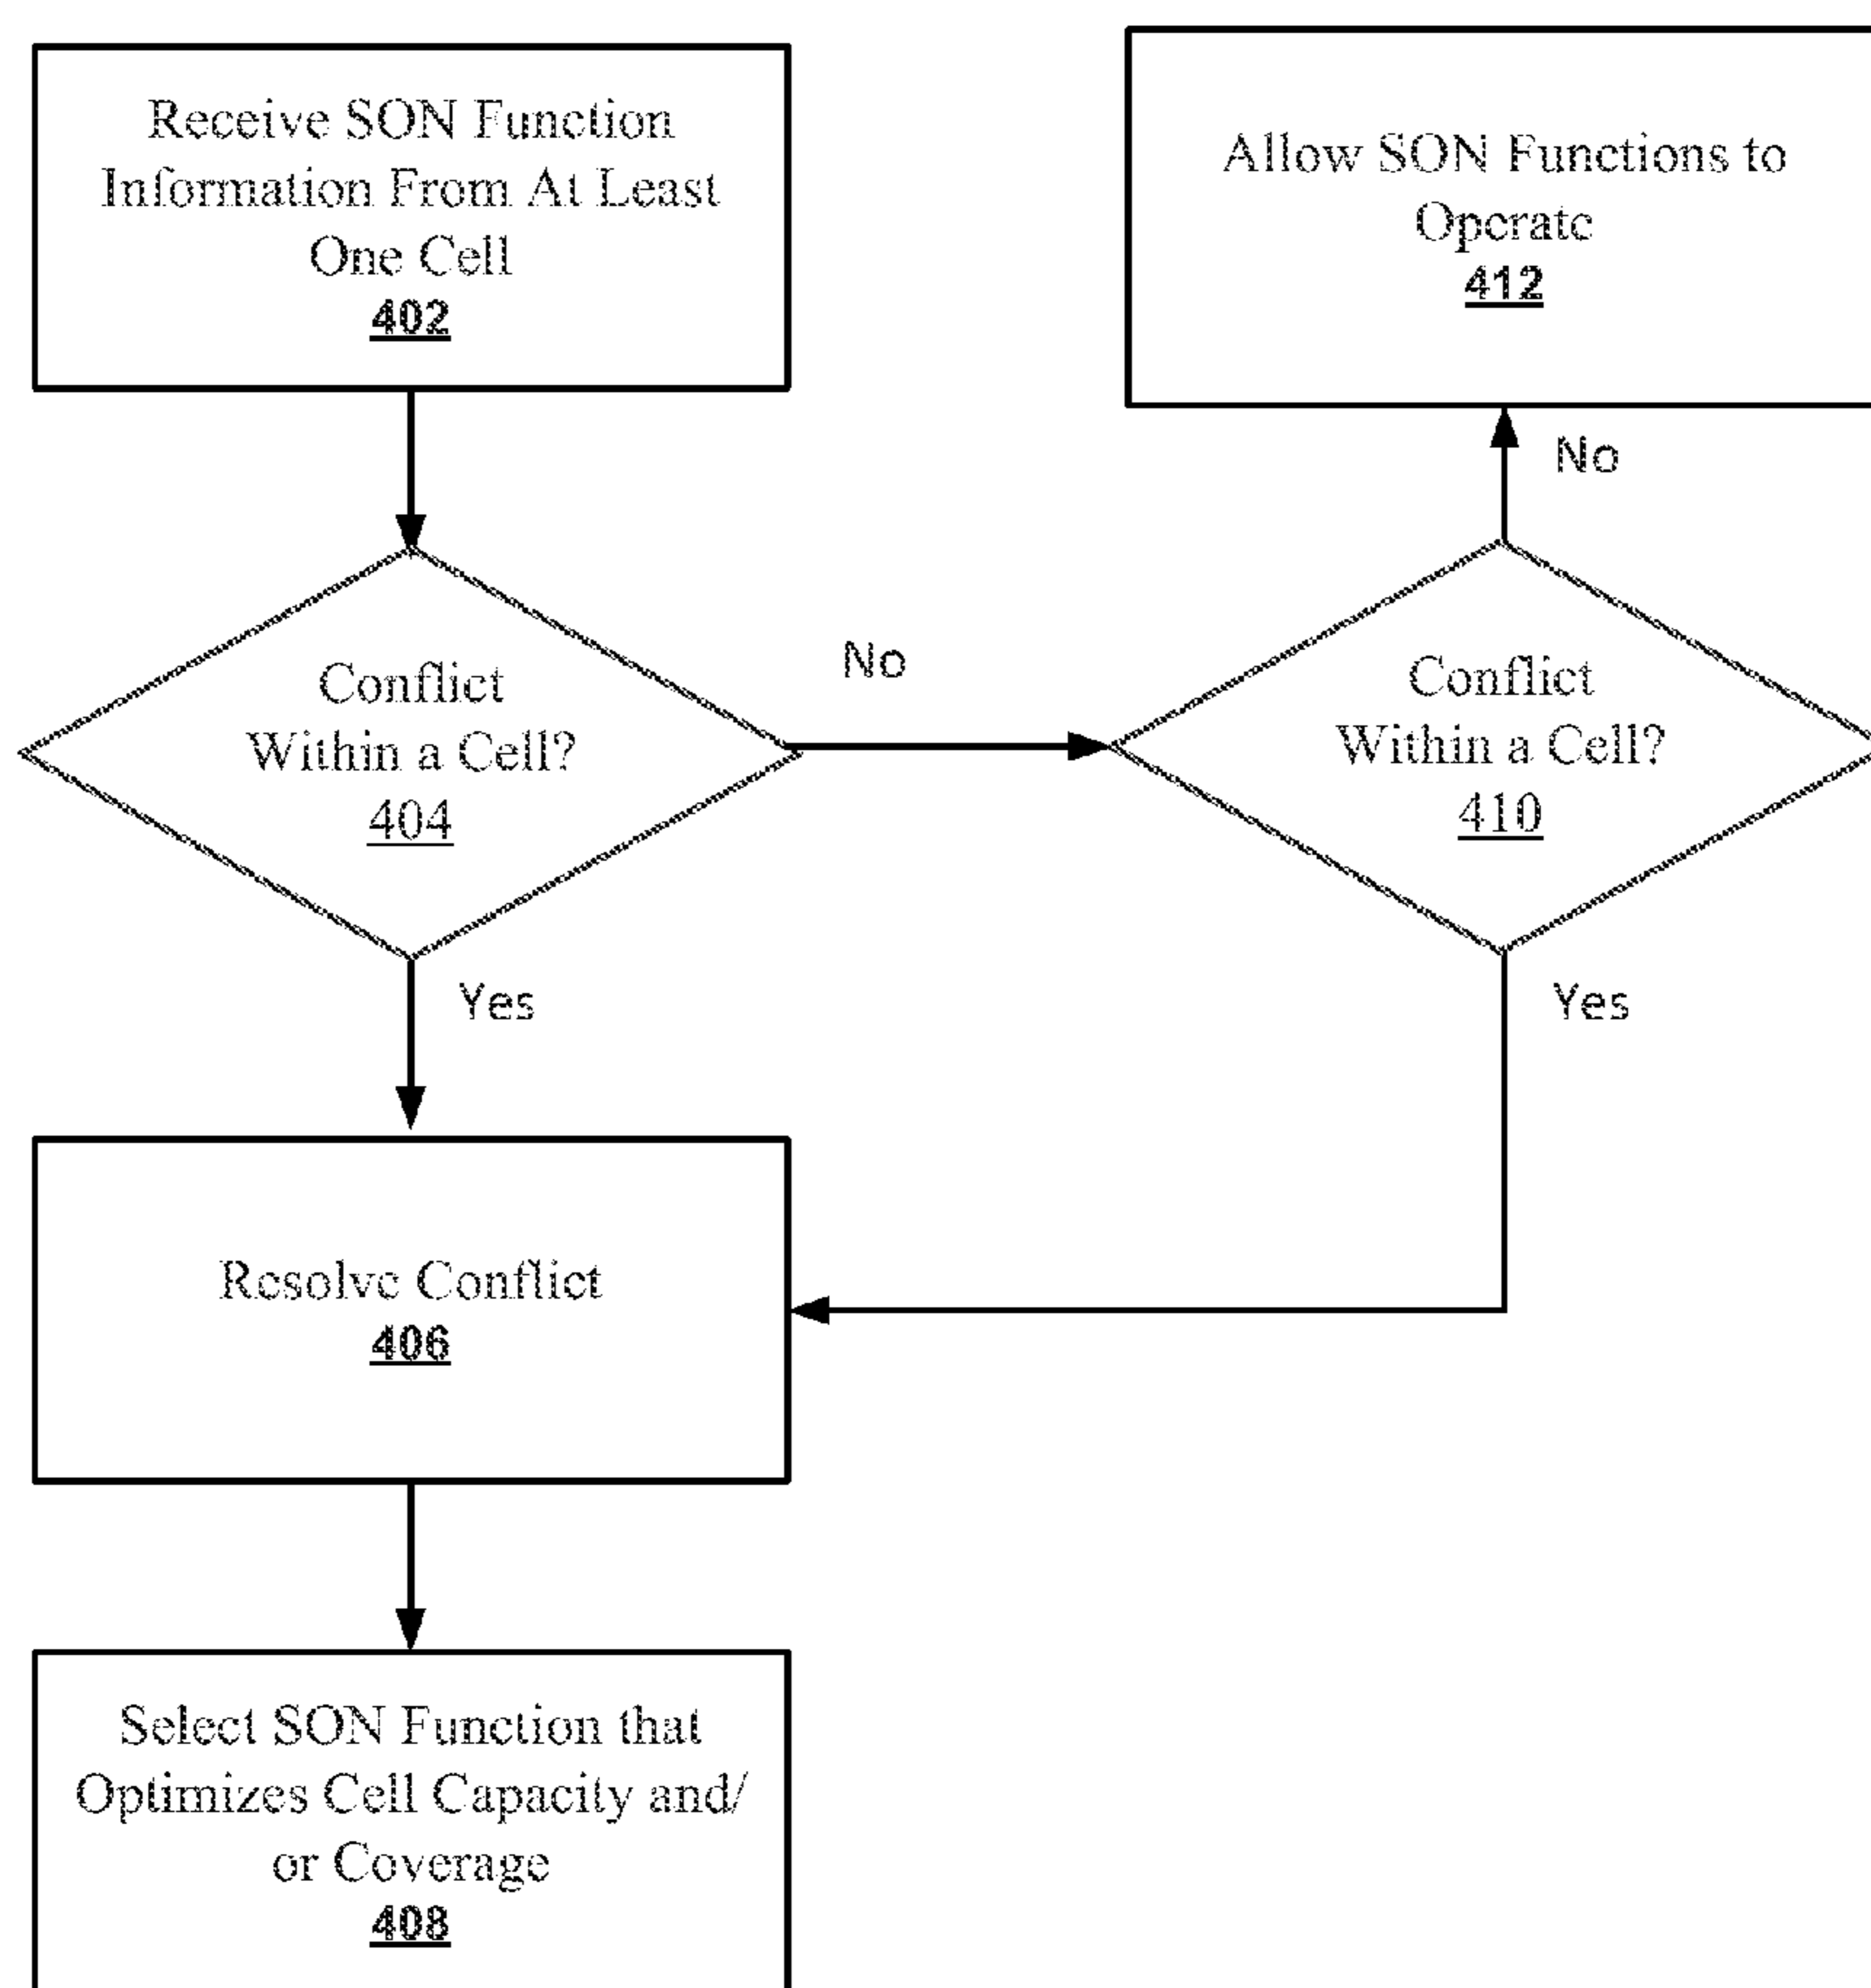 Receive SON Function
Information From At Least
One Cell
402
Allow SON Functions to
Operate
412
No
Conflict
Within a Cell?
404
No
Conflict
Within a Cell?
410
Yes
Yes
Resolve Conflict
406
Select SON Function that
Optimizes Cell Capacity and/
or Coverage
408